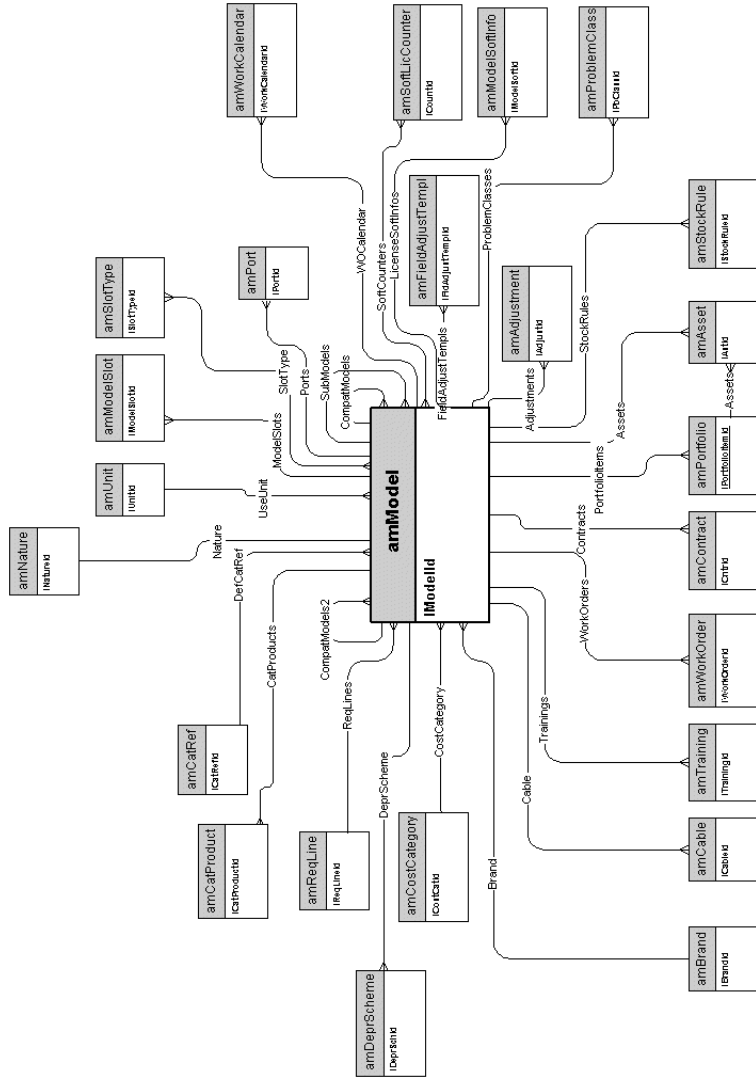 amNature
lNatureId
amCatRef
lCatRefId
amCatProduct
lCatProductId
amReqLine
lReqLineId
amDeprScheme
lDeprSchId
amCostCategory
lCostCatId
amBrand
lBrandId
amCable
lCableId
amTraining
lTrainingId
amWorkOrder
lWorkOrderId
amContract
lCntrId
amPortfolio
lPortfolioItemId
amAsset
lAstId
amStockRule
lStockRuleId
amUnit
lUnitId
amModelSlot
lModelSlotId
amSlotType
lSlotTypeId
amPort
lPortId
amWorkCalendar
lWorkCalendarId
amSoftLicCounter
lCountId
amModelSoftInfo
lModelSoftId
amFieldAdjustTempl
lFldAdjustTemplId
amProblemClass
lPbClassId
amAdjustment
lAdjustId
amModel
lModelId
Nature
DefCatRef
CatProducts
CompatModels2
ReqLines
DeprScheme
CostCategory
Brand
Cable
Trainings
WorkOrders
Contracts
PortfolioItems
Assets
Assets
StockRules
UseUnit
ModelSlots
SlotType
Ports
SubModels
CompatModels
WOCalendar
SoftCounters
LicenseSoftInfos
FieldAdjustTempls
ProblemClasses
Adjustments